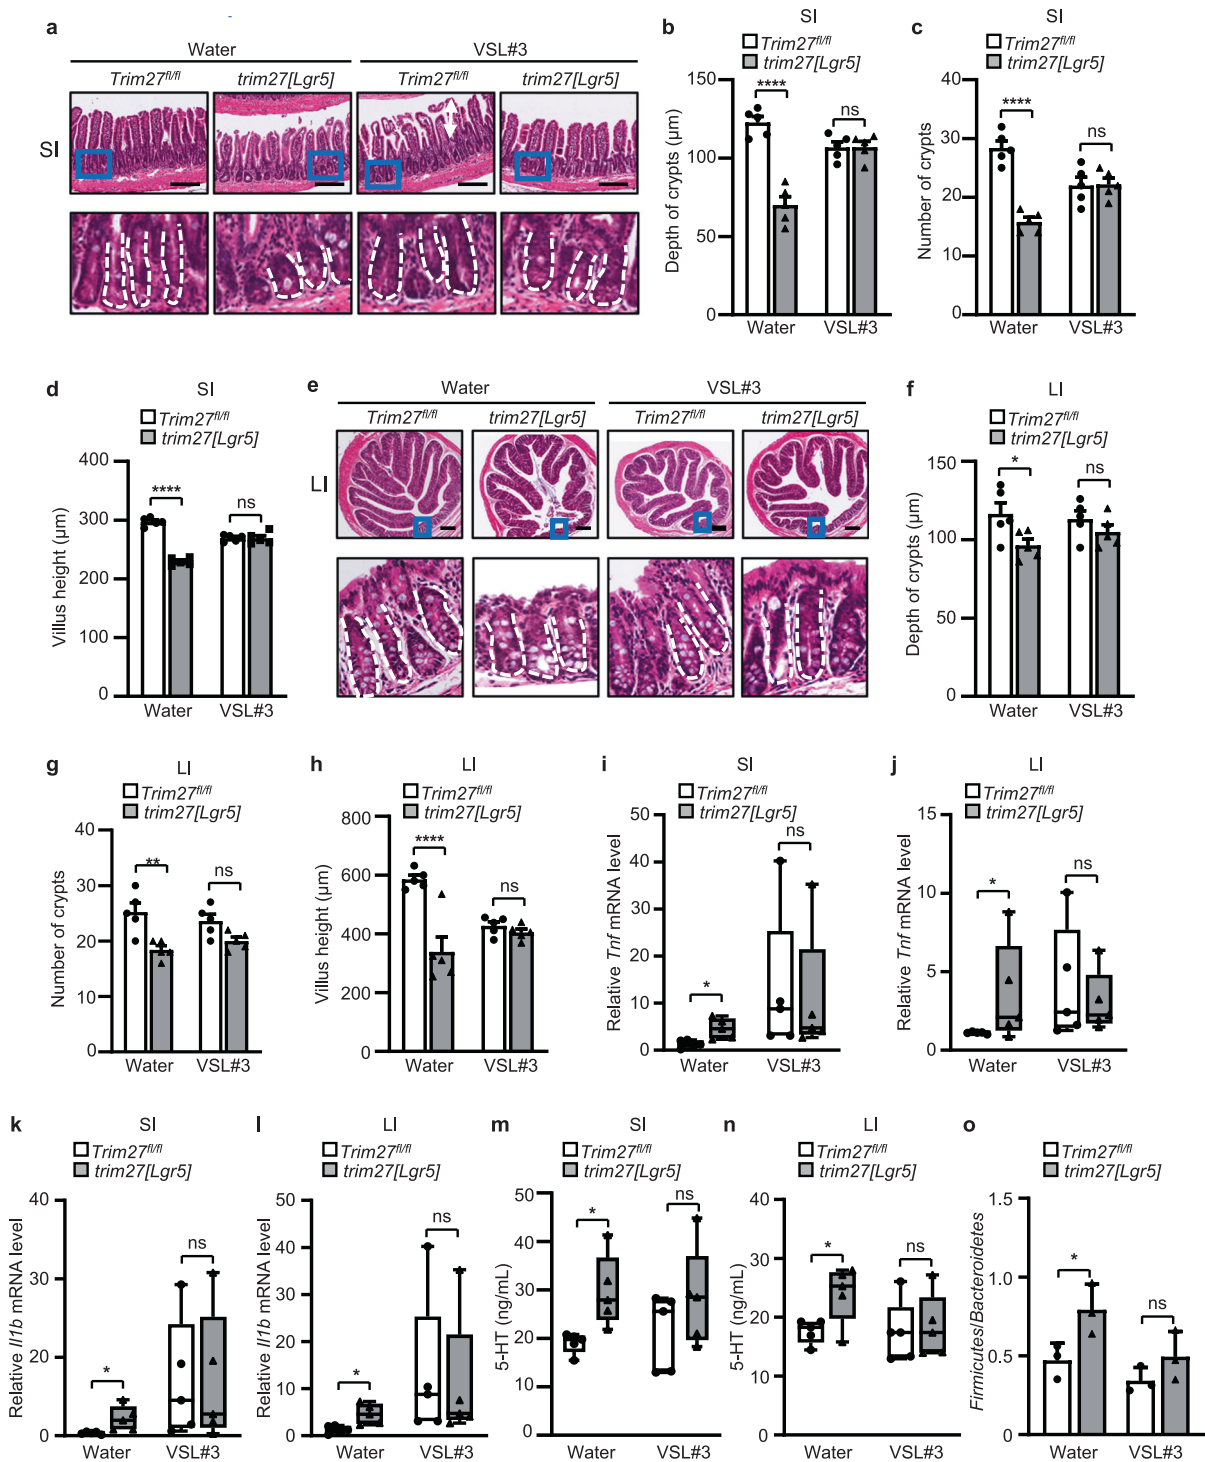 a
Water
VSL#3
Trim27fl/fl
trim27[Lgr5]
Trim27fl/fl
trim27[Lgr5]
SI
b
SI
Trim27fl/fl
trim27[Lgr5]
Depth of crypts (µm)
150
100
50
0
****
ns
Water
VSL#3
c
SI
Trim27fl/fl
trim27[Lgr5]
Number of crypts
40
30
20
10
0
****
ns
Water
VSL#3
d
SI
Trim27fl/fl
trim27[Lgr5]
Villus height (µm)
400
300
200
100
0
****
ns
Water
VSL#3
e
Water
VSL#3
Trim27fl/fl
trim27[Lgr5]
Trim27fl/fl
trim27[Lgr5]
LI
f
LI
Trim27fl/fl
trim27[Lgr5]
Depth of crypts (µm)
150
100
50
0
*
ns
Water
VSL#3
g
LI
Trim27fl/fl
trim27[Lgr5]
Number of crypts
40
30
20
10
0
**
ns
Water
VSL#3
h
LI
Trim27fl/fl
trim27[Lgr5]
Villus height (µm)
800
600
400
200
0
****
ns
Water
VSL#3
i
SI
Trim27fl/fl
trim27[Lgr5]
Relative Tnf mRNA level
50
40
30
20
10
0
*
ns
Water
VSL#3
j
LI
Trim27fl/fl
trim27[Lgr5]
Relative Tnf mRNA level
15
10
5
0
*
ns
Water
VSL#3
k
SI
Trim27fl/fl
trim27[Lgr5]
Relative Il1b mRNA level
40
30
20
10
0
*
ns
Water
VSL#3
l
LI
Trim27fl/fl
trim27[Lgr5]
Relative Il1b mRNA level
50
40
30
20
10
0
*
ns
Water
VSL#3
m
SI
Trim27fl/fl
trim27[Lgr5]
5-HT (ng/mL)
50
40
30
20
10
0
*
ns
Water
VSL#3
n
LI
Trim27fl/fl
trim27[Lgr5]
5-HT (ng/mL)
40
30
20
10
0
*
ns
Water
VSL#3
o
Trim27fl/fl
trim27[Lgr5]
Firmicutes/Bacteroidetes
1.5
1.0
0.5
0
*
ns
Water
VSL#3